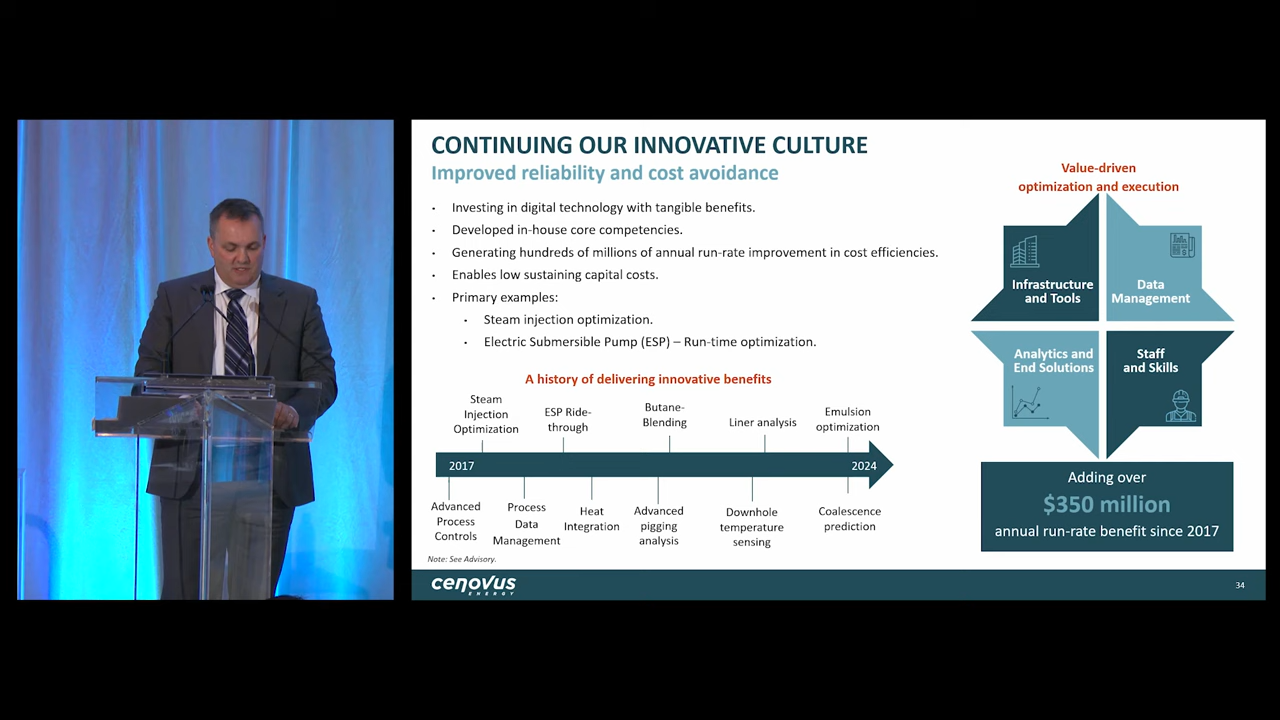 CONTINUING OUR INNOVATIVE CULTURE
Improved reliability and cost avoidance
• Investing in digital technology with tangible benefits.
• Developed in-house core competencies.
• Generating hundreds of millions of annual run-rate improvement in cost efficiencies.
• Enables low sustaining capital costs.
• Primary examples:
• Steam injection optimization.
• Electric Submersible Pump (ESP) – Run-time optimization.
A history of delivering innovative benefits
Steam
Injection
Optimization
ESP Ride-
through
Butane-
Blending
Liner analysis
Emulsion
optimization
2017
2024
Advanced
Process
Controls
Process
Data
Management
Heat
Integration
Advanced
pigging
analysis
Downhole
temperature
sensing
Coalescence
prediction
Note: See Advisory.
Value-driven
optimization and execution
Infrastructure
and Tools
Data
Management
Analytics and
End Solutions
Staff
and Skills
Adding over
$350 million
annual run-rate benefit since 2017
cenovus
ENERGY
34